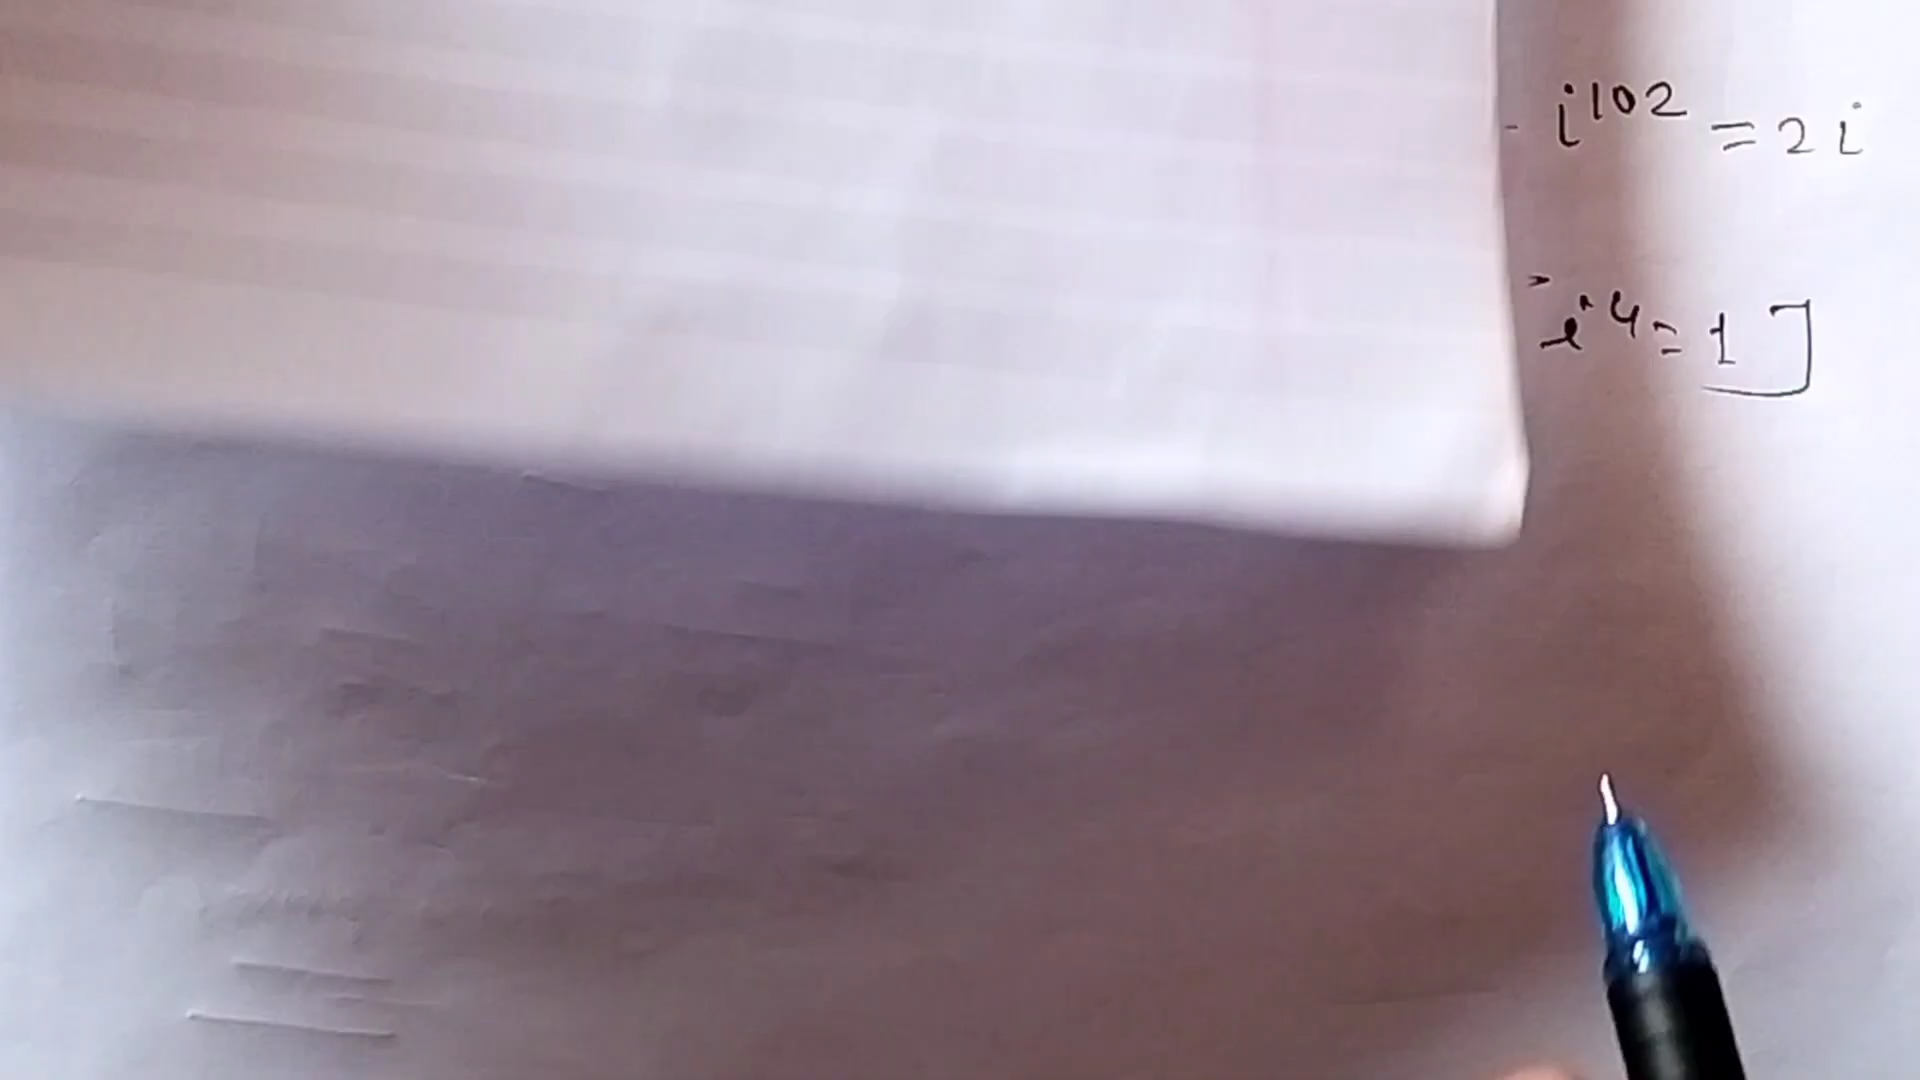 - i¹⁰² = 2i
i⁴ = 1]